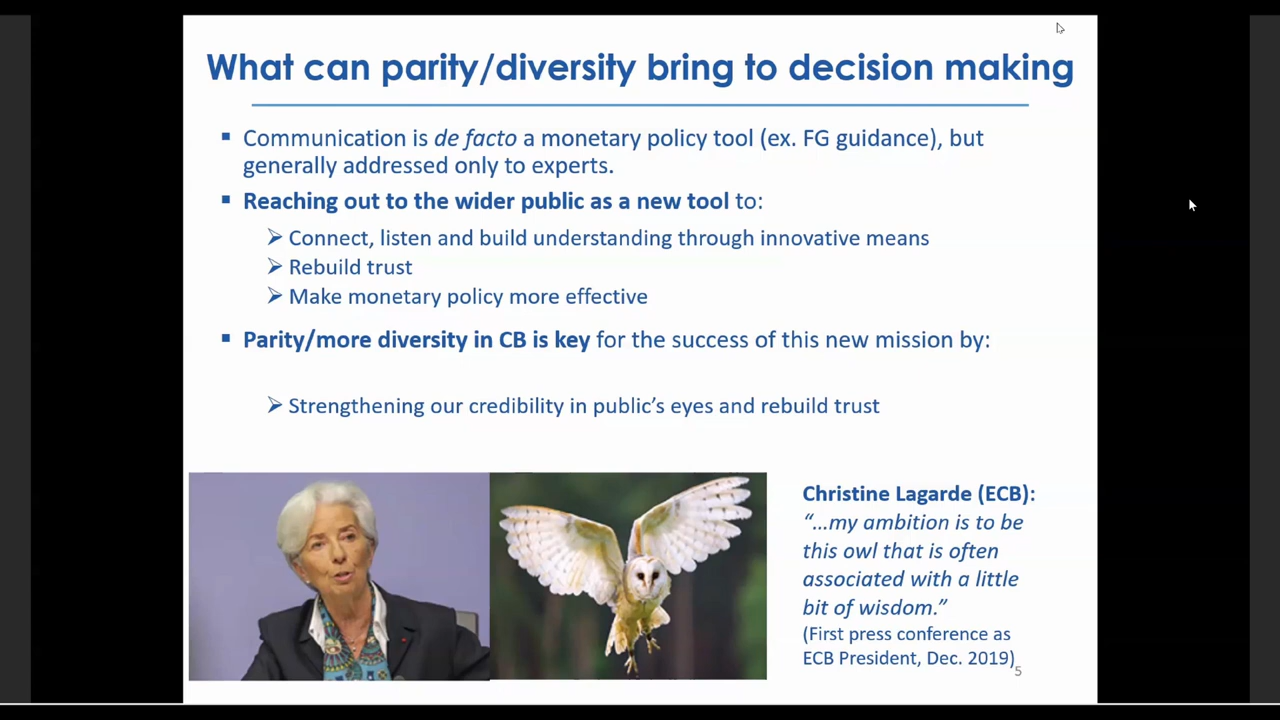 What can parity/diversity bring to decision making
▪ Communication is de facto a monetary policy tool (ex. FG guidance), but
generally addressed only to experts.
▪ Reaching out to the wider public as a new tool to:
➢ Connect, listen and build understanding through innovative means
➢ Rebuild trust
➢ Make monetary policy more effective
▪ Parity/more diversity in CB is key for the success of this new mission by:
➢ Strengthening our credibility in public’s eyes and rebuild trust
Christine Lagarde (ECB):
“…my ambition is to be
this owl that is often
associated with a little
bit of wisdom.”
(First press conference as
ECB President, Dec. 2019)
5